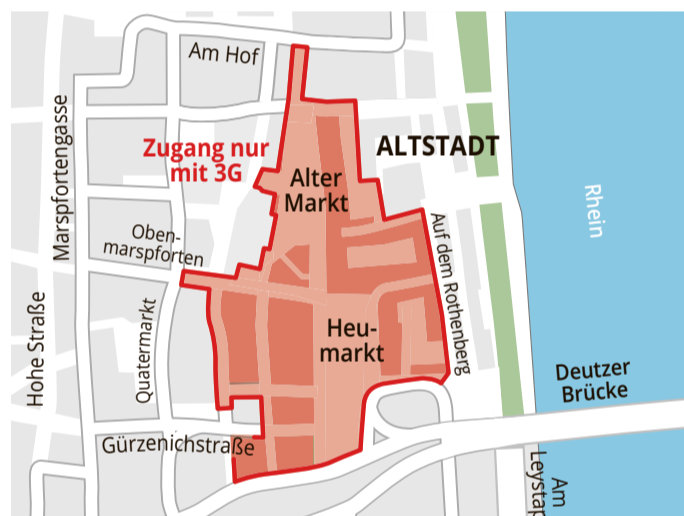 Am Hof
Marspfortengasse
Zugang nur
mit 3G
ALTSTADT
Alter
Markt
Rhein
Oben-
marspforten
Auf dem Rothenberg
Hohe Straße
Quatermarkt
Heu-
markt
Deutzer
Brücke
Gürzenichstraße
Am
Leystap